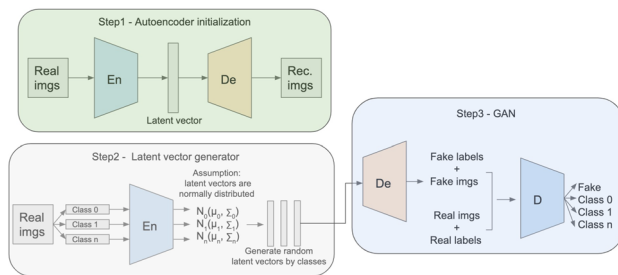 Step1 - Autoencoder initialization
Real
imgs
En
De
Rec.
imgs
Latent vector
Step2 - Latent vector generator
Assumption:
latent vectors are
normally distributed
Real
imgs
Class 0
Class 1
Class n
En
N₀(μ₀, Σ₀)
N₁(μ₁, Σ₁)
Nₙ(μₙ, Σₙ)
Generate random
latent vectors by classes
Step3 - GAN
De
Fake labels
+
Fake imgs
Real imgs
+
Real labels
D
Fake
Class 0
Class 1
Class n